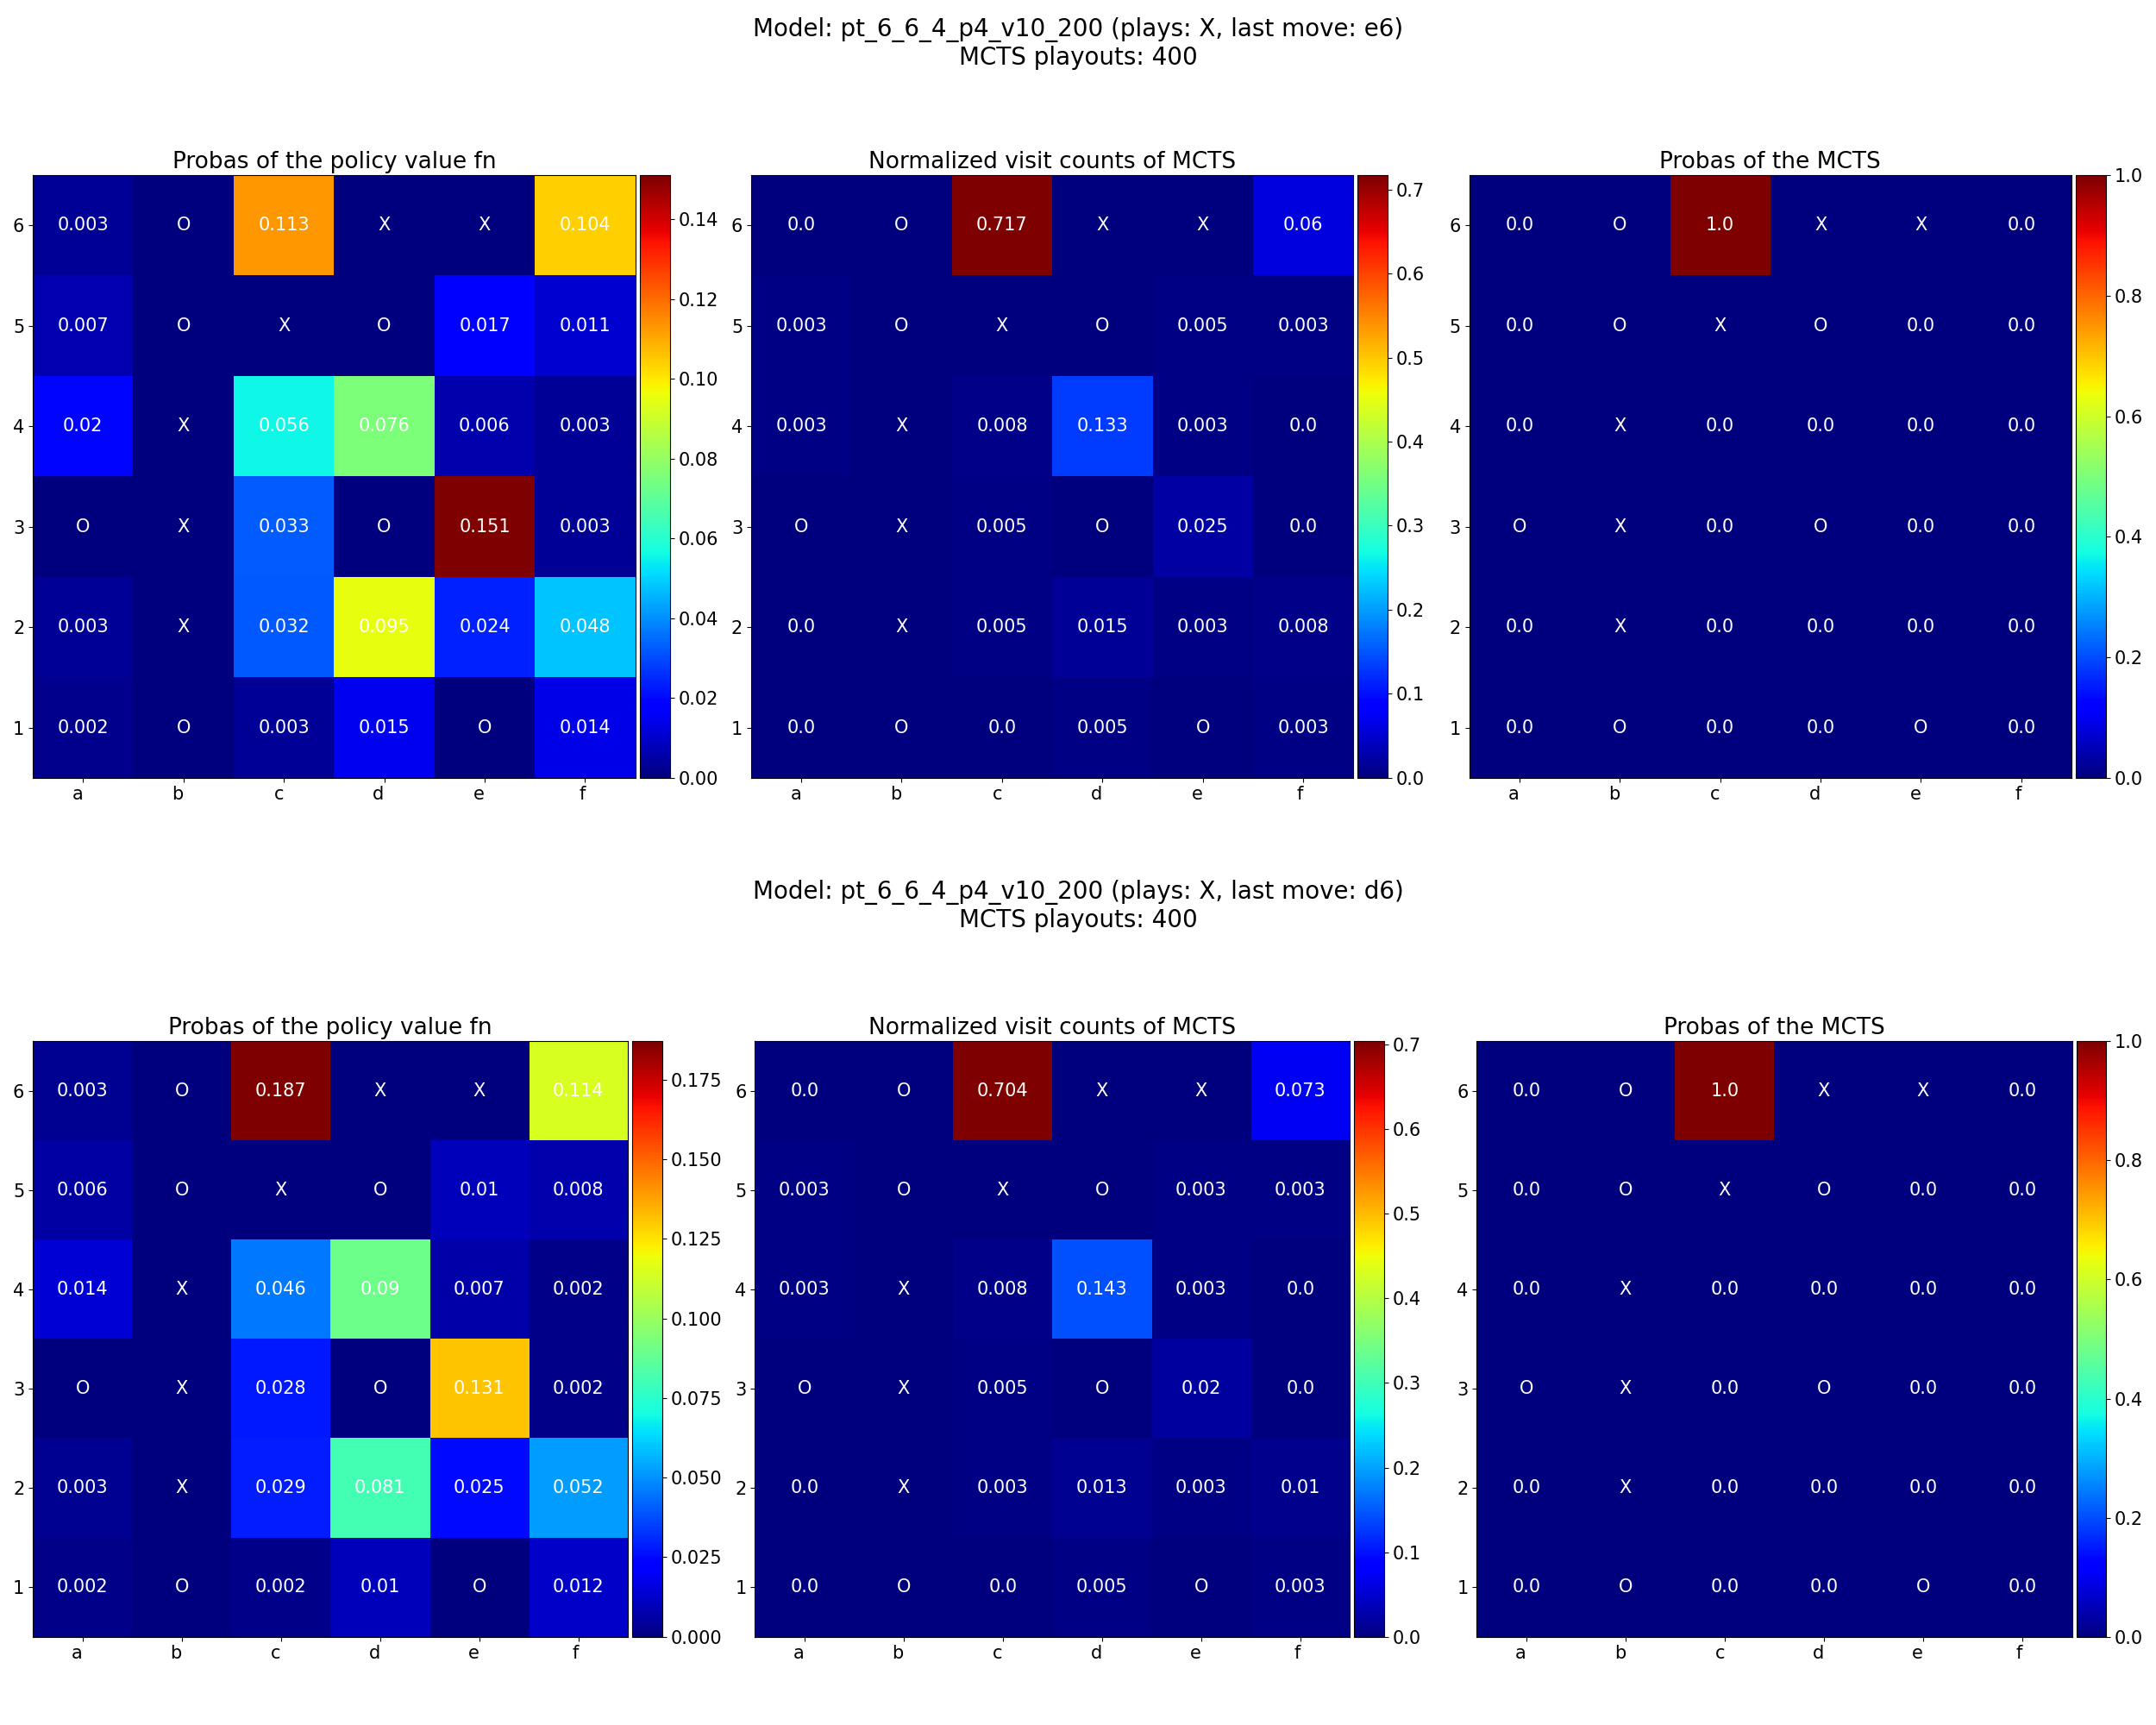 Model: pt_6_6_4_p4_v10_200 (plays: X, last move: e6)
MCTS playouts: 400
Probas of the policy value fn
6 0.003 O 0.113 X X 0.104
5 0.007 O X O 0.017 0.011
4 0.02 X 0.056 0.076 0.006 0.003
3 O X 0.033 O 0.151 0.003
2 0.003 X 0.032 0.095 0.024 0.048
1 0.002 O 0.003 0.015 O 0.014
a b c d e f
0.14
0.12
0.10
0.08
0.06
0.04
0.02
0.00
Normalized visit counts of MCTS
6 0.0 O 0.717 X X 0.06
5 0.003 O X O 0.005 0.003
4 0.003 X 0.008 0.133 0.003 0.0
3 O X 0.005 O 0.025 0.0
2 0.0 X 0.005 0.015 0.003 0.008
1 0.0 O 0.0 0.005 O 0.003
a b c d e f
0.7
0.6
0.5
0.4
0.3
0.2
0.1
0.0
Probas of the MCTS
6 0.0 O 1.0 X X 0.0
5 0.0 O X O 0.0 0.0
4 0.0 X 0.0 0.0 0.0 0.0
3 O X 0.0 O 0.0 0.0
2 0.0 X 0.0 0.0 0.0 0.0
1 0.0 O 0.0 0.0 O 0.0
a b c d e f
1.0
0.8
0.6
0.4
0.2
0.0
Model: pt_6_6_4_p4_v10_200 (plays: X, last move: d6)
MCTS playouts: 400
Probas of the policy value fn
6 0.003 O 0.187 X X 0.114
5 0.006 O X O 0.01 0.008
4 0.014 X 0.046 0.09 0.007 0.002
3 O X 0.028 O 0.131 0.002
2 0.003 X 0.029 0.081 0.025 0.052
1 0.002 O 0.002 0.01 O 0.012
a b c d e f
0.175
0.150
0.125
0.100
0.075
0.050
0.025
0.000
Normalized visit counts of MCTS
6 0.0 O 0.704 X X 0.073
5 0.003 O X O 0.003 0.003
4 0.003 X 0.008 0.143 0.003 0.0
3 O X 0.005 O 0.02 0.0
2 0.0 X 0.003 0.013 0.003 0.01
1 0.0 O 0.0 0.005 O 0.003
a b c d e f
0.7
0.6
0.5
0.4
0.3
0.2
0.1
0.0
Probas of the MCTS
6 0.0 O 1.0 X X 0.0
5 0.0 O X O 0.0 0.0
4 0.0 X 0.0 0.0 0.0 0.0
3 O X 0.0 O 0.0 0.0
2 0.0 X 0.0 0.0 0.0 0.0
1 0.0 O 0.0 0.0 O 0.0
a b c d e f
1.0
0.8
0.6
0.4
0.2
0.0